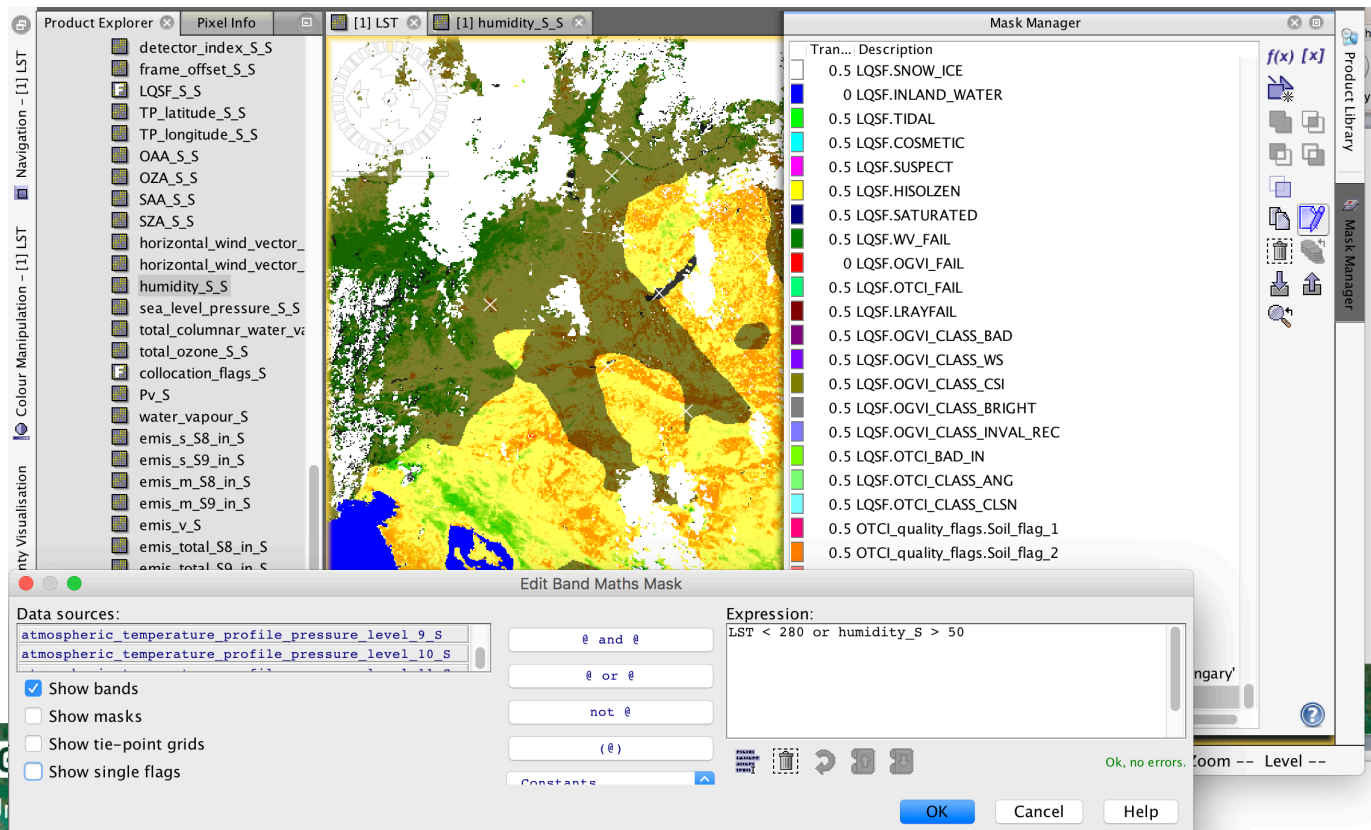 Product Explorer
Pixel Info
[1] LST
[1] humidity_S_S
Mask Manager
Navigation - [1] LST
Colour Manipulation - [1] LST
nty Visualisation
detector_index_S_S
frame_offset_S_S
LQSF_S_S
TP_latitude_S_S
TP_longitude_S_S
OAA_S_S
OZA_S_S
SAA_S_S
SZA_S_S
horizontal_wind_vector_
horizontal_wind_vector_
humidity_S_S
sea_level_pressure_S_S
total_columnar_water_va
total_ozone_S_S
collocation_flags_S
Pv_S
water_vapour_S
emis_s_S8_in_S
emis_s_S9_in_S
emis_m_S8_in_S
emis_m_S9_in_S
emis_v_S
emis_total_S8_in_S
emis_total_S9_in_S
Tran... Description
0.5 LQSF.SNOW_ICE
0 LQSF.INLAND_WATER
0.5 LQSF.TIDAL
0.5 LQSF.COSMETIC
0.5 LQSF.SUSPECT
0.5 LQSF.HISOLZEN
0.5 LQSF.SATURATED
0.5 LQSF.WV_FAIL
0 LQSF.OGVI_FAIL
0.5 LQSF.OTCI_FAIL
0.5 LQSF.LRAYFAIL
0.5 LQSF.OGVI_CLASS_BAD
0.5 LQSF.OGVI_CLASS_WS
0.5 LQSF.OGVI_CLASS_CSI
0.5 LQSF.OGVI_CLASS_BRIGHT
0.5 LQSF.OGVI_CLASS_INVAL_REC
0.5 LQSF.OTCI_BAD_IN
0.5 LQSF.OTCI_CLASS_ANG
0.5 LQSF.OTCI_CLASS_CLSN
0.5 OTCI_quality_flags.Soil_flag_1
0.5 OTCI_quality_flags.Soil_flag_2
ngary'
f(x) [x]
Product Library
Mask Manager
Zoom -- Level --
Edit Band Maths Mask
Data sources:
atmospheric_temperature_profile_pressure_level_9_S
atmospheric_temperature_profile_pressure_level_10_S
Show bands
Show masks
Show tie-point grids
Show single flags
@ and @
@ or @
not @
(@)
Constants
Expression:
LST < 280 or humidity_S > 50
Ok, no errors.
OK
Cancel
Help